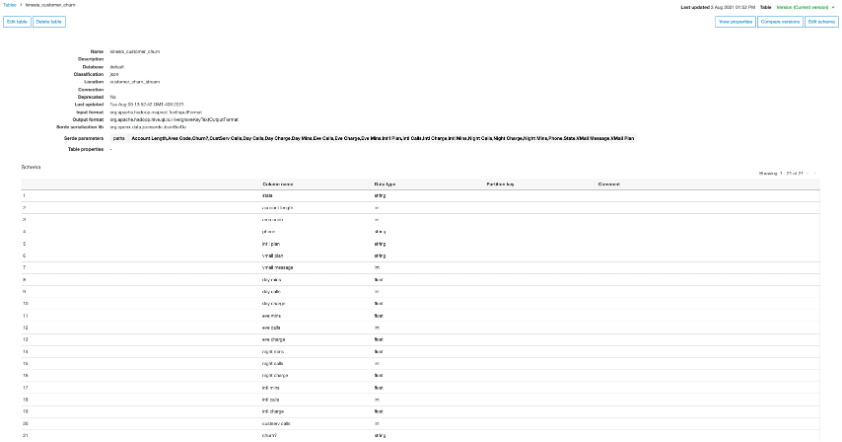 Tables > kinesis_customer_churn
Last updated 3 Aug 2021 01:52 PM Table Version (Current version)
Edit table Delete table
View properties Compare versions Edit schema
Name kinesis_customer_churn
Description
Database default
Classification json
Location customer_churn_stream
Connection
Deprecated No
Last updated
Input format org.apache.hadoop.mapred.TextInputFormat
Output format org.apache.hadoop.hive.ql.io.HiveIgnoreKeyTextOutputFormat
Serde serialization lib org.openx.data.jsonserde.JsonSerDe
Serde parameters paths Account Length,Area Code,Churn?,CustServ Calls,Day Calls,Day Charge,Day Mins,Eve Calls,Eve Charge,Eve Mins,Int'l Plan,Intl Calls,Intl Charge,Intl Mins,Night Calls,Night Charge,Night Mins,Phone,State,VMail Message,VMail Plan
Table properties -
Schema
Showing: 1 - 21 of 21
Column name Data type Partition key Comment
1 state string
2 account length int
3 area code int
4 phone string
5 int'l plan string
6 vmail plan string
7 vmail message int
8 day mins float
9 day calls int
10 day charge float
11 eve mins float
12 eve calls int
13 eve charge float
14 night mins float
15 night calls int
16 night charge float
17 intl mins float
18 intl calls int
19 intl charge float
20 custserv calls int
21 churn? string